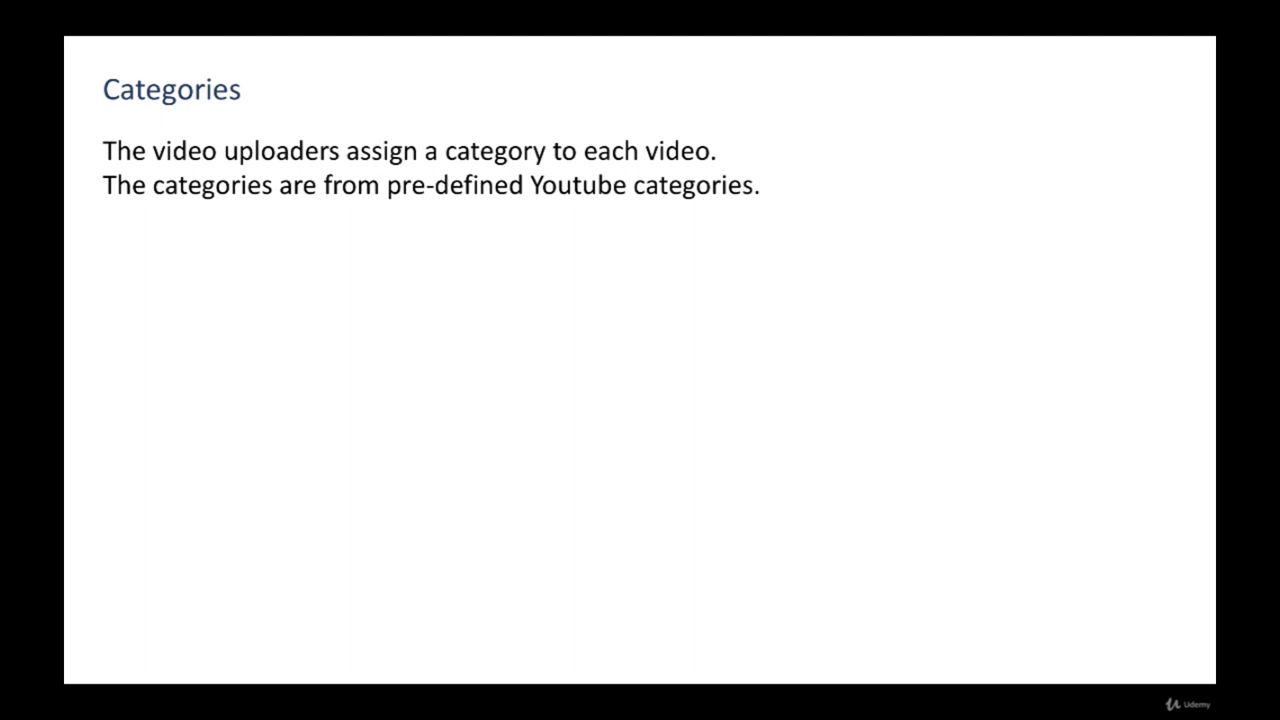 Categories
The video uploaders assign a category to each video.
The categories are from pre-defined Youtube categories.
Udemy